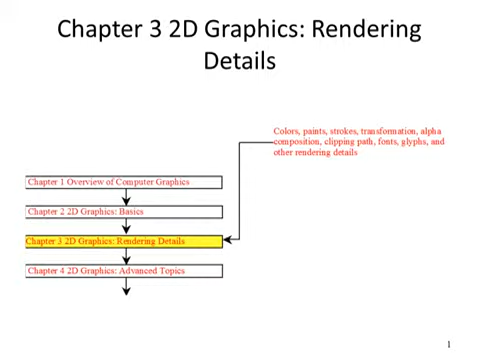 Chapter 3 2D Graphics: Rendering
Details
Colors, paints, strokes, transformation, alpha
composition, clipping path, fonts, glyphs, and
other rendering details
Chapter 1 Overview of Computer Graphics
Chapter 2 2D Graphics: Basics
Chapter 3 2D Graphics: Rendering Details
Chapter 4 2D Graphics: Advanced Topics
1